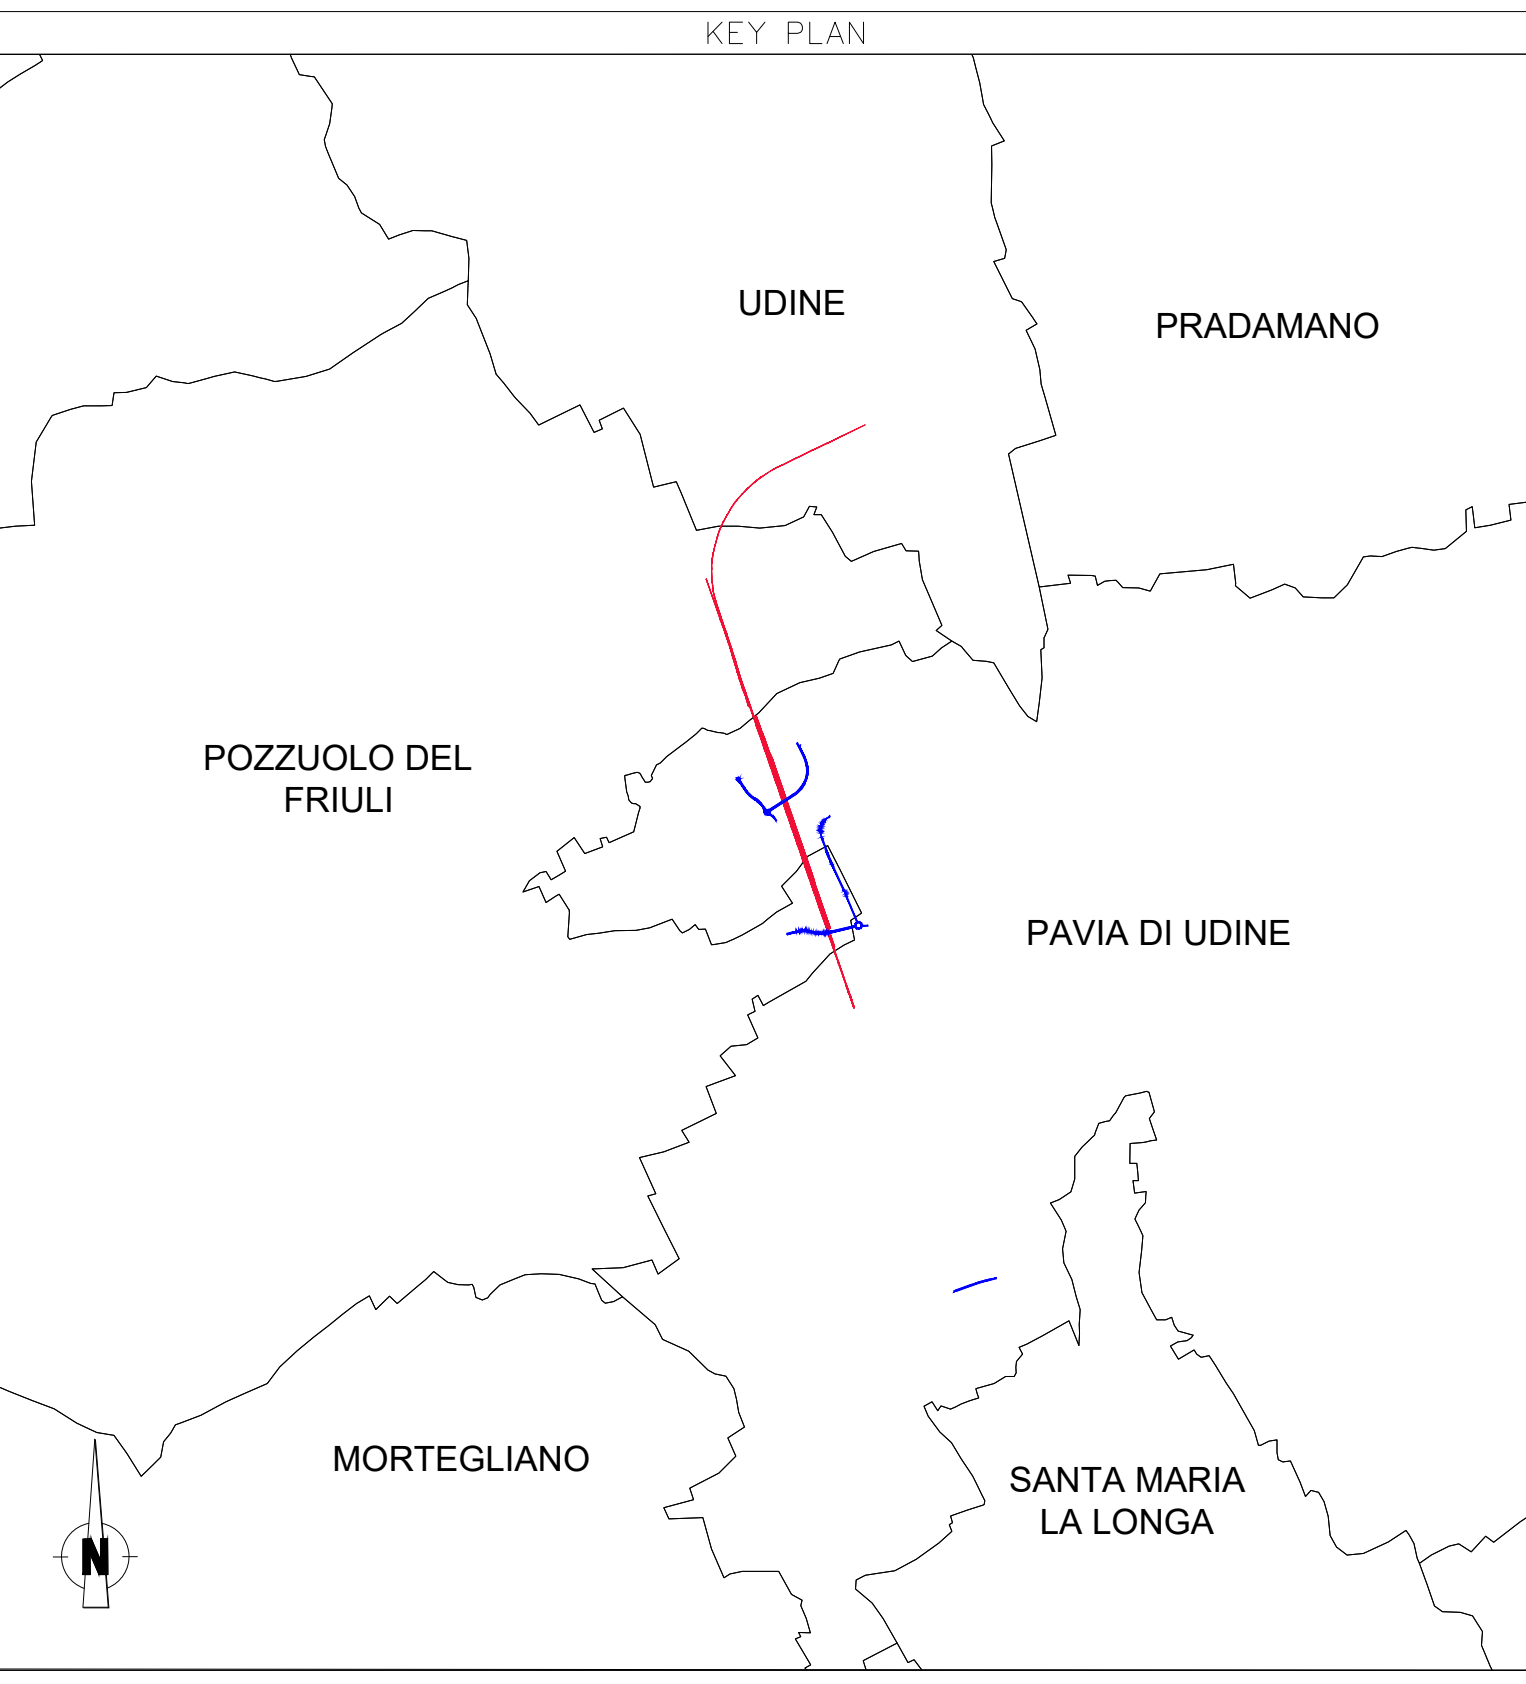 KEY PLAN
UDINE
PRADAMANO
POZZUOLO DEL
FRIULI
PAVIA DI UDINE
MORTEGLIANO
SANTA MARIA
LA LONGA
N